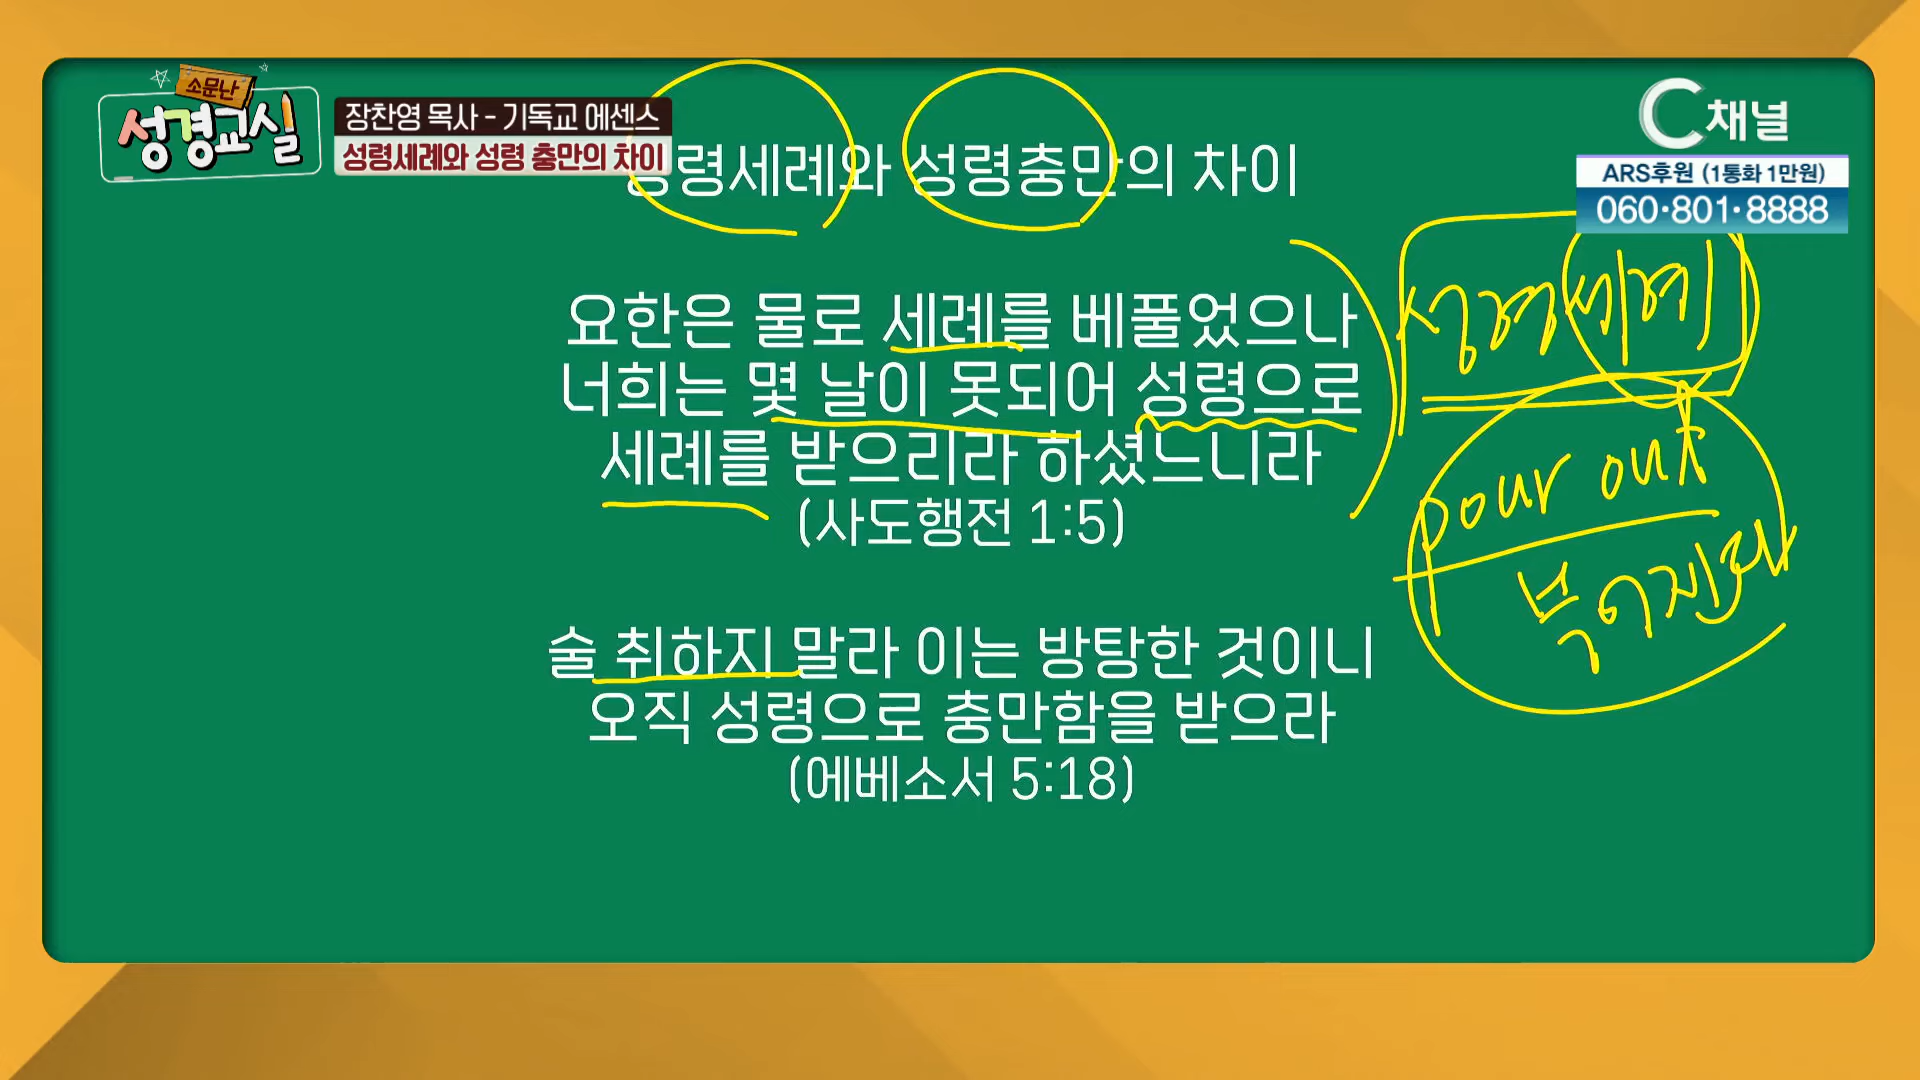 소문난
성경교실
장찬영 목사 - 기독교 에센스
성령세례와 성령 충만의 차이
C채널
ARS후원 (1통화 1만원)
060·801·8888
성령세례와 성령충만의 차이
요한은 물로 세례를 베풀었으나
너희는 몇 날이 못되어 성령으로
세례를 받으리라 하셨느니라
(사도행전 1:5)
술 취하지 말라 이는 방탕한 것이니
오직 성령으로 충만함을 받으라
(에베소서 5:18)
성령세례
pour out
부어진다